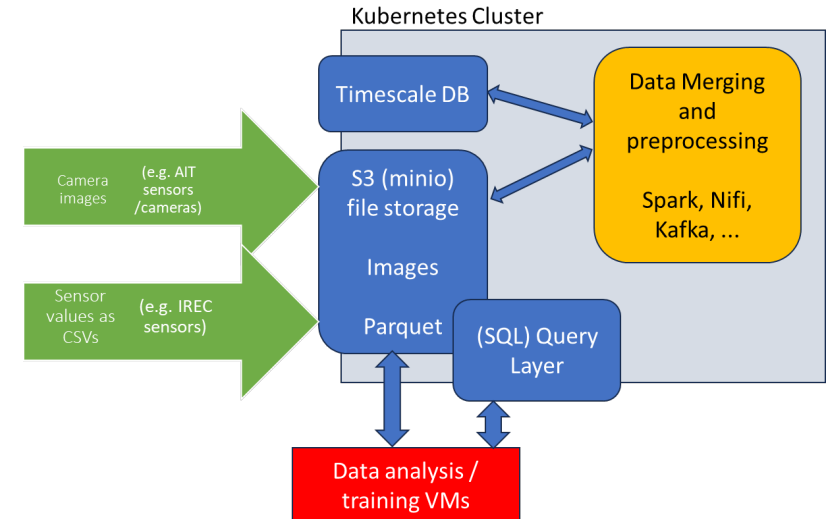 Kubernetes Cluster
Timescale DB
Data Merging
and
preprocessing
Spark, Nifi,
Kafka, ...
Camera
images
(e.g. AIT
sensors
/cameras)
S3 (minio)
file storage
Images
Parquet
Sensor
values as
CSVs
(e.g. IREC
sensors)
(SQL) Query
Layer
Data analysis /
training VMs